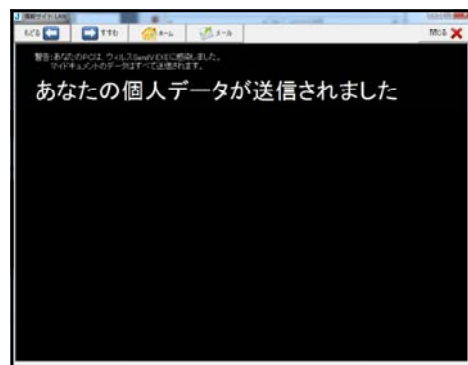 もどる
すすむ
ホーム
メール
閉じる
警告:あなたのPCは、ウィルスSendV.EXEに感染しました。
マイドキュメントのデータはすべて送信されます。
あなたの個人データが送信されました